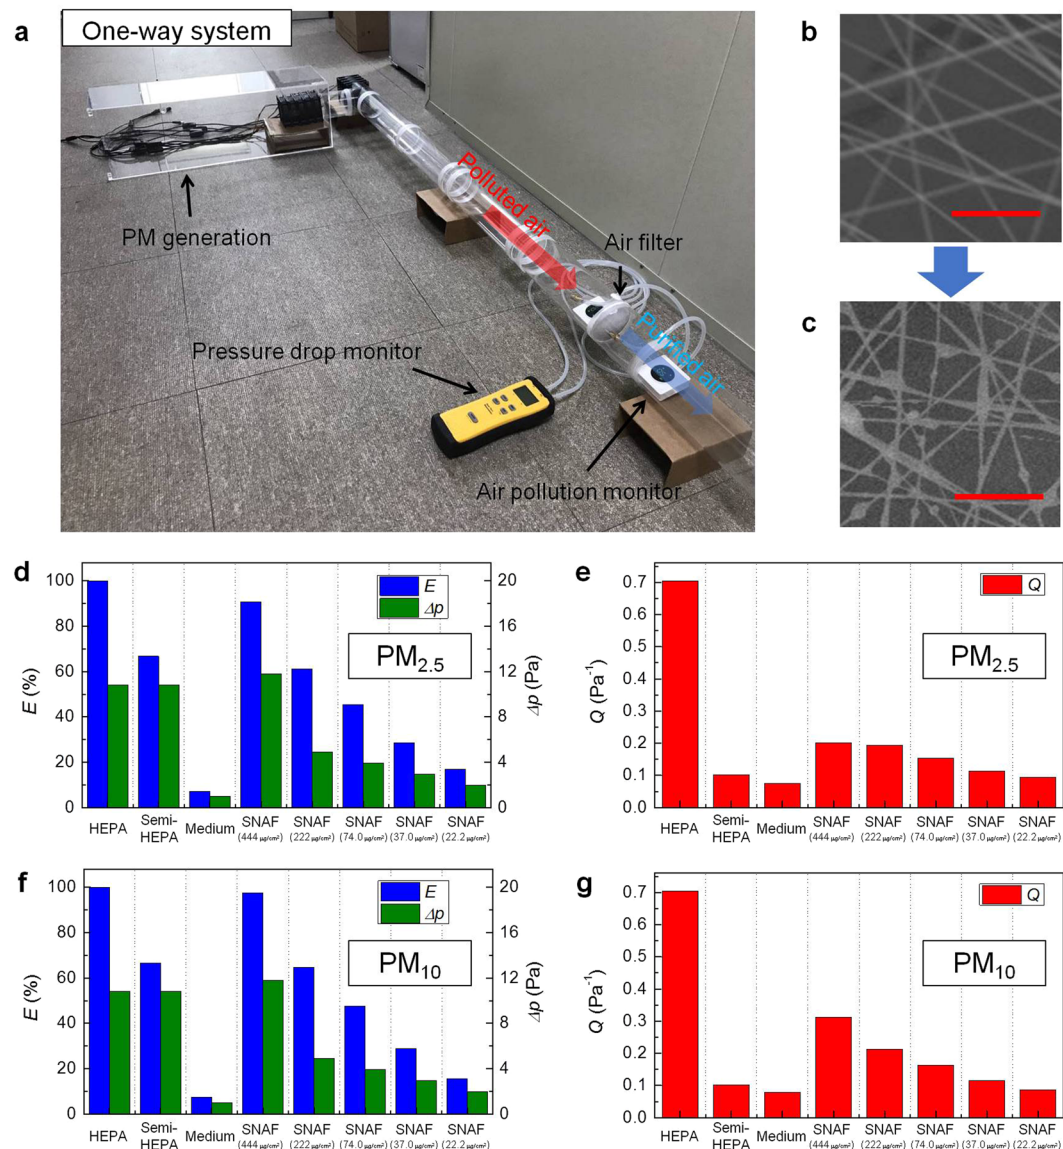 a
One-way system
PM generation
Polluted air
Air filter
Purified air
Pressure drop monitor
Air pollution monitor
b
c
d
E (%)
100
80
60
40
20
0
E
Δp
PM2.5
20
16
12
8
4
0
Δp (Pa)
HEPA
Semi-
HEPA
Medium
SNAF
(444 µg/cm²)
SNAF
(222 µg/cm²)
SNAF
(74.0 µg/cm²)
SNAF
(37.0 µg/cm²)
SNAF
(22.2 µg/cm²)
e
Q (Pa-1)
0.7
0.6
0.5
0.4
0.3
0.2
0.1
0.0
Q
PM2.5
HEPA
Semi-
HEPA
Medium
SNAF
(444 µg/cm²)
SNAF
(222 µg/cm²)
SNAF
(74.0 µg/cm²)
SNAF
(37.0 µg/cm²)
SNAF
(22.2 µg/cm²)
f
E (%)
100
80
60
40
20
0
E
Δp
PM10
20
16
12
8
4
0
Δp (Pa)
HEPA
Semi-
HEPA
Medium
SNAF
(444 µg/cm²)
SNAF
(222 µg/cm²)
SNAF
(74.0 µg/cm²)
SNAF
(37.0 µg/cm²)
SNAF
(22.2 µg/cm²)
g
Q (Pa-1)
0.7
0.6
0.5
0.4
0.3
0.2
0.1
0.0
Q
PM10
HEPA
Semi-
HEPA
Medium
SNAF
(444 µg/cm²)
SNAF
(222 µg/cm²)
SNAF
(74.0 µg/cm²)
SNAF
(37.0 µg/cm²)
SNAF
(22.2 µg/cm²)